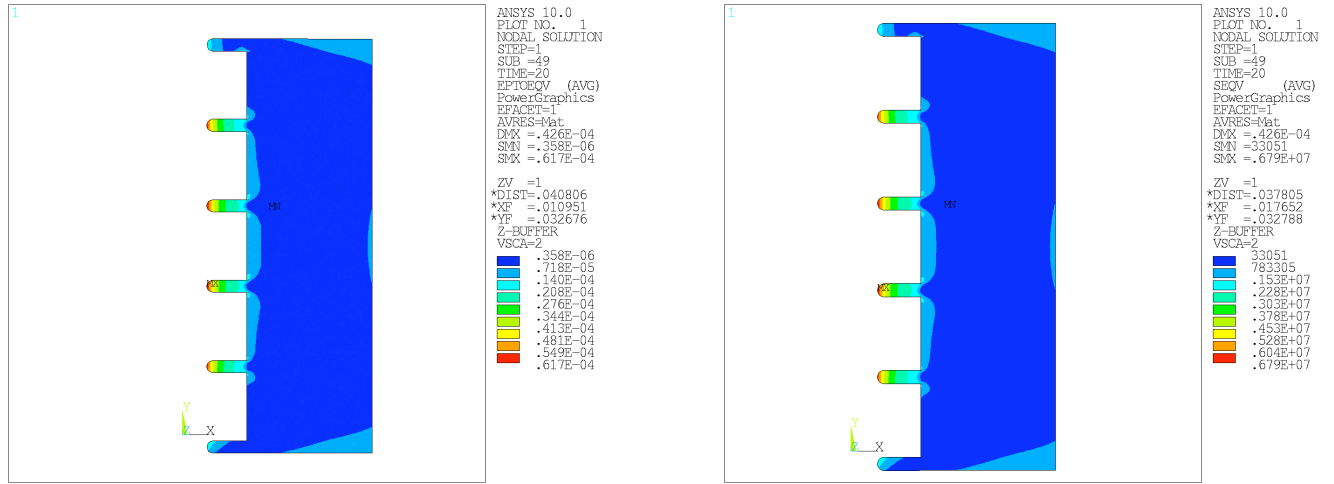 1
ANSYS 10.0
PLOT NO. 1
NODAL SOLUTION
STEP=1
SUB =49
TIME=20
EPTOEQV (AVG)
PowerGraphics
EFACET=1
AVRES=Mat
DMX =.426E-04
SMN =.358E-06
SMX =.617E-04
ZV =1
*DIST=.040806
*XF =.010951
*YF =.032676
Z-BUFFER
VSCA=2
.358E-06
.718E-05
.140E-04
.208E-04
.276E-04
.344E-04
.413E-04
.481E-04
.549E-04
.617E-04
MN
MX
Y
Z X
1
ANSYS 10.0
PLOT NO. 1
NODAL SOLUTION
STEP=1
SUB =49
TIME=20
SEQV (AVG)
PowerGraphics
EFACET=1
AVRES=Mat
DMX =.426E-04
SMN =33051
SMX =.679E+07
ZV =1
*DIST=.037805
*XF =.017652
*YF =.032788
Z-BUFFER
VSCA=2
33051
783305
.153E+07
.228E+07
.303E+07
.378E+07
.453E+07
.528E+07
.604E+07
.679E+07
MN
MX
Y
Z X